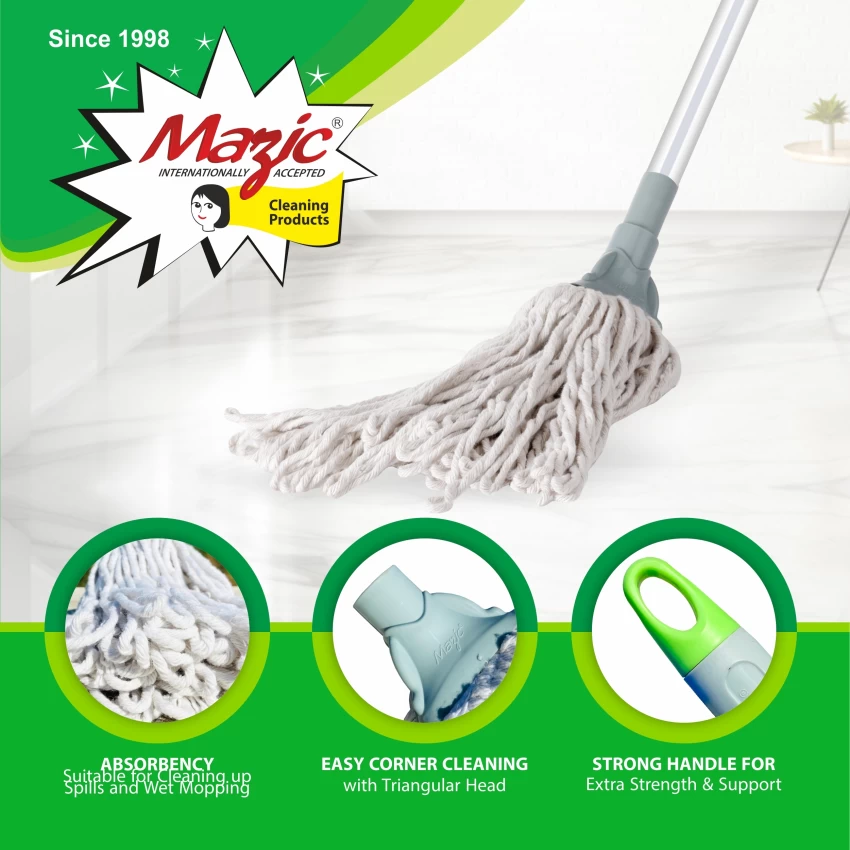 Since 1998
Mazic®
INTERNATIONALLY ACCEPTED
Cleaning
Products
Mazic
ABSORBENCY
Suitable for Cleaning up
Spills and Wet Mopping
EASY CORNER CLEANING
with Triangular Head
STRONG HANDLE FOR
Extra Strength & Support